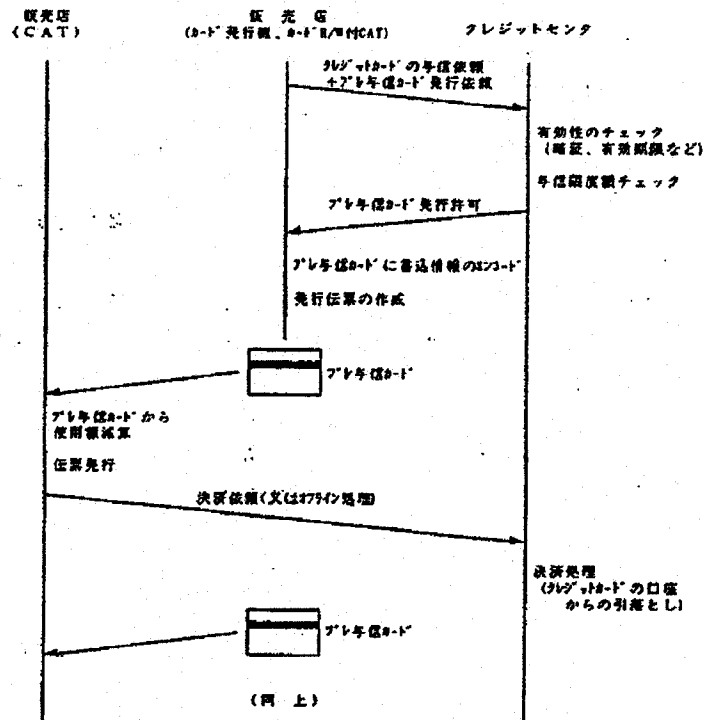 販売店
(CAT)
販売店
(カード発行機、カードR/W付CAT)
クレジットセンタ
クレジットカードの与信依頼
+プレ与信カード発行依頼
有効性のチェック
(暗証、有効期限など)
与信限度額チェック
プレ与信カード発行許可
プレ与信カードに書込情報のエンコード
発行伝票の作成
プレ与信カード
プレ与信カードから
使用額減算
伝票発行
決済依頼(又はオフライン処理)
決済処理
(クレジットカードの口座
からの引落とし)
プレ与信カード
(同上)